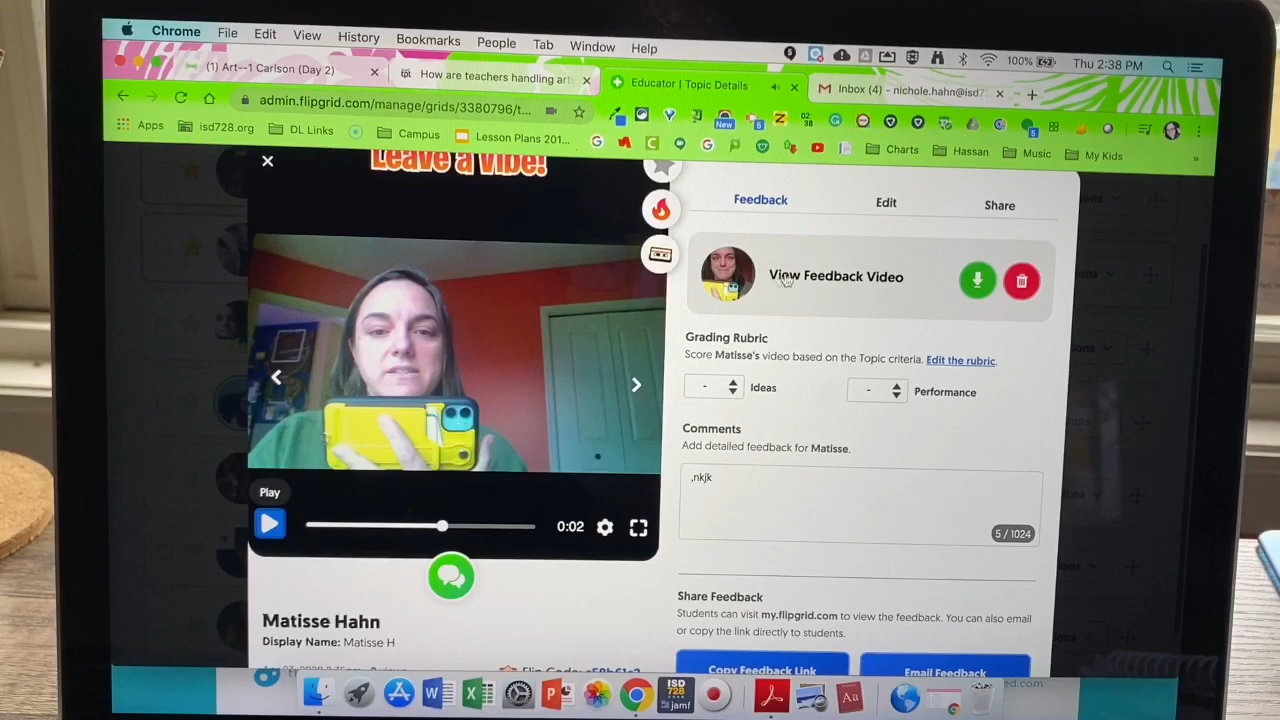 Chrome File Edit View History Bookmarks People Tab Window Help 100% Thu 2:38 PM
(1) Art--1 Carlson (Day 2)
How are teachers handling art
Educator | Topic Details
Inbox (4) - nichole.hahn@isd7
admin.flipgrid.com/manage/grids/3380796/t...
New
Apps isd728.org DL Links Campus Lesson Plans 201... Charts Hassan Music My Kids
Leave a Vibe!
Feedback Edit Share
View Feedback Video
Grading Rubric
Score Matisse's video based on the Topic criteria. Edit the rubric.
- Ideas - Performance
Comments
Add detailed feedback for Matisse.
,nkjk
5 / 1024
Play
0:02
Matisse Hahn
Display Name: Matisse H
Share Feedback
Students can visit my.flipgrid.com to view the feedback. You can also email
or copy the link directly to students.
Copy Feedback Link Email Feedback
ISD
728
jamf